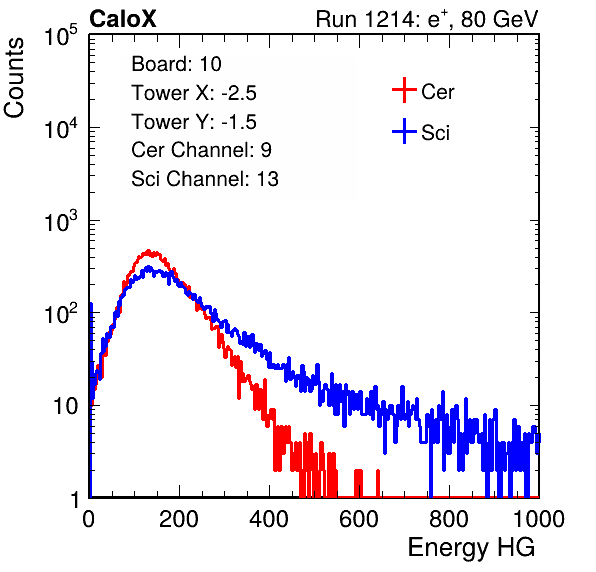 CaloX Run 1214: e⁺, 80 GeV
Counts
Board: 10
Tower X: -2.5
Tower Y: -1.5
Cer Channel: 9
Sci Channel: 13
Cer
Sci
10⁵
10⁴
10³
10²
10
1
0 200 400 600 800 1000
Energy HG